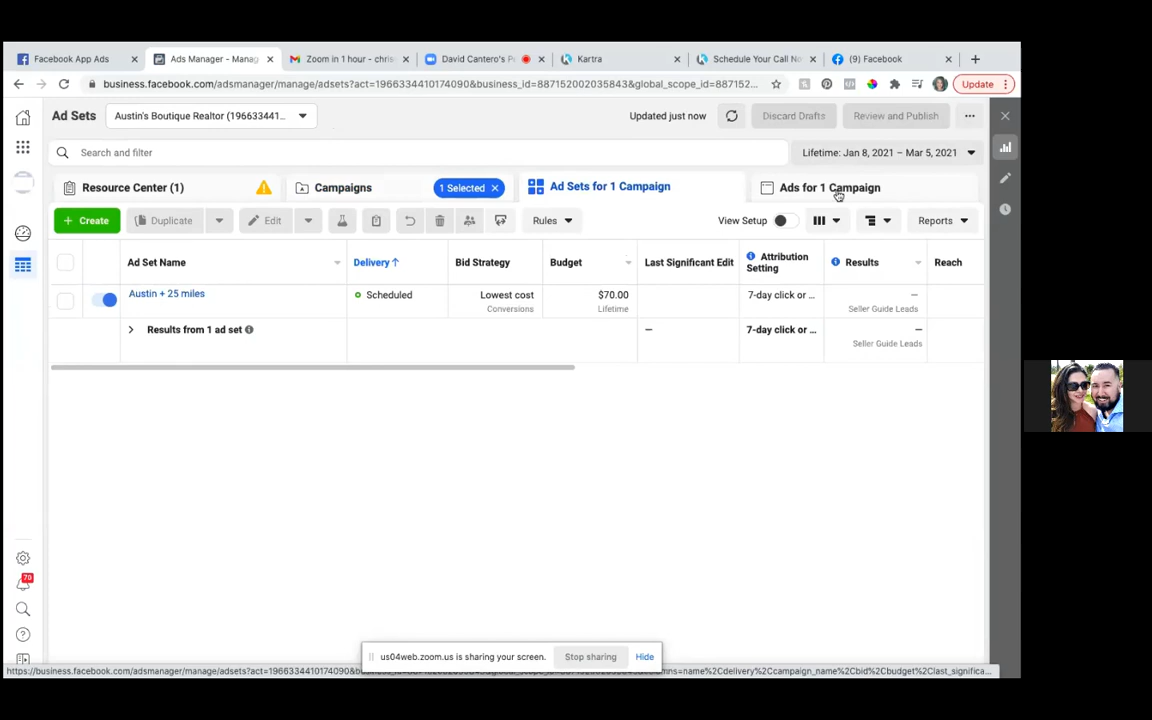 Facebook App Ads
Ads Manager - Manag
Zoom in 1 hour - chris
David Cantero's P
Kartra
Schedule Your Call No
(9) Facebook
business.facebook.com/adsmanager/manage/adsets?act=1966334410174090&business_id=887152002035843&global_scope_id=887152...
Update
Ad Sets
Austin's Boutique Realtor (196633441...
Updated just now
Discard Drafts
Review and Publish
Search and filter
Lifetime: Jan 8, 2021 – Mar 5, 2021
Resource Center (1)
Campaigns
1 Selected
Ad Sets for 1 Campaign
Ads for 1 Campaign
+ Create
Duplicate
Edit
Rules
View Setup
Reports
Ad Set Name
Delivery ↑
Bid Strategy
Budget
Last Significant Edit
Attribution Setting
Results
Reach
Austin + 25 miles
Scheduled
Lowest cost
Conversions
$70.00
Lifetime
7-day click or ...
—
Seller Guide Leads
Results from 1 ad set
—
7-day click or ...
—
Seller Guide Leads
70
us04web.zoom.us is sharing your screen.
Stop sharing
Hide